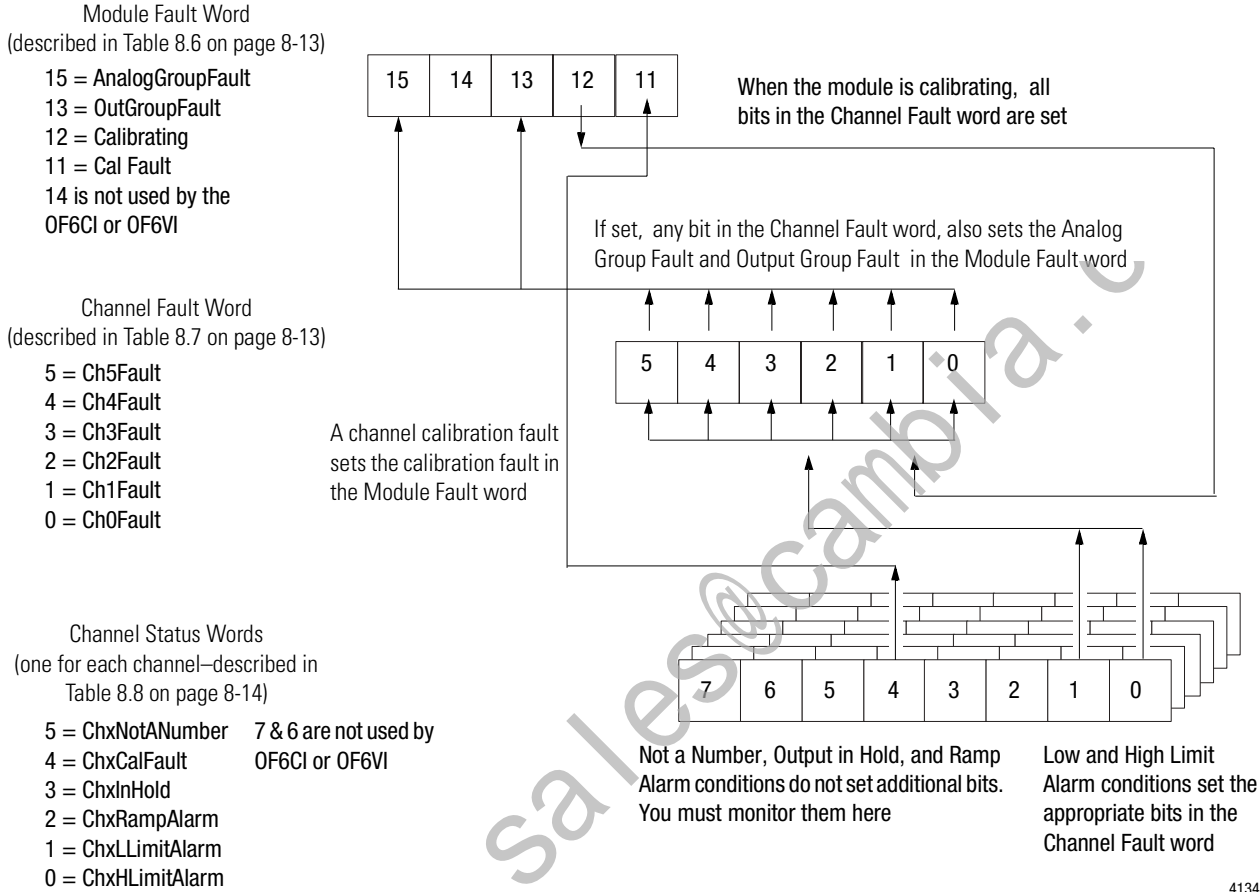 Module Fault Word
(described in Table 8.6 on page 8-13)
15 = AnalogGroupFault
13 = OutGroupFault
12 = Calibrating
11 = Cal Fault
14 is not used by the
OF6CI or OF6VI
15 14 13 12 11
When the module is calibrating, all
bits in the Channel Fault word are set
If set, any bit in the Channel Fault word, also sets the Analog
Group Fault and Output Group Fault in the Module Fault word
Channel Fault Word
(described in Table 8.7 on page 8-13)
5 = Ch5Fault
4 = Ch4Fault
3 = Ch3Fault
2 = Ch2Fault
1 = Ch1Fault
0 = Ch0Fault
5 4 3 2 1 0
A channel calibration fault
sets the calibration fault in
the Module Fault word
Channel Status Words
(one for each channel–described in
Table 8.8 on page 8-14)
5 = ChxNotANumber 7 & 6 are not used by
4 = ChxCalFault OF6CI or OF6VI
3 = ChxInHold
2 = ChxRampAlarm
1 = ChxLLimitAlarm
0 = ChxHLimitAlarm
7 6 5 4 3 2 1 0
Not a Number, Output in Hold, and Ramp
Alarm conditions do not set additional bits.
You must monitor them here
Low and High Limit
Alarm conditions set the
appropriate bits in the
Channel Fault word
4134
sales@cambia.c